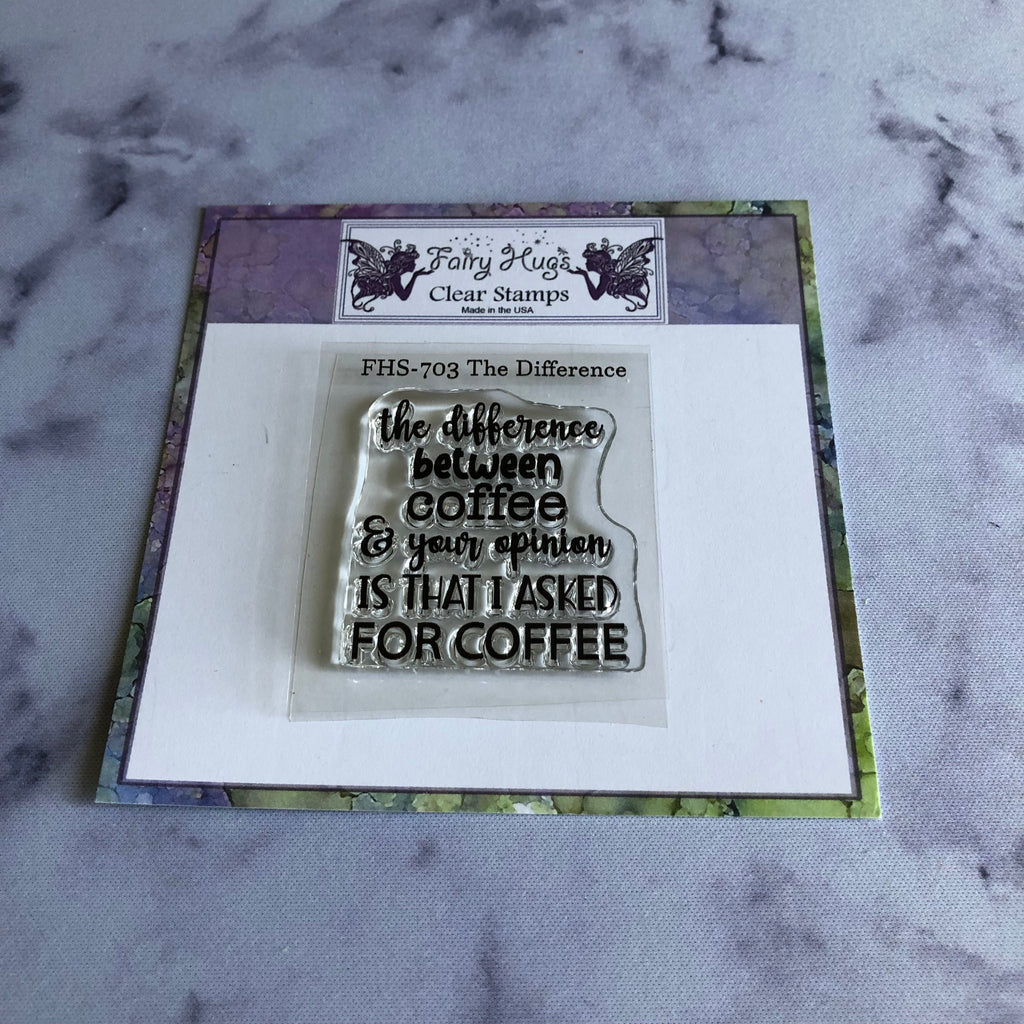 Fairy Hugs
Clear Stamps
Made in the USA
FHS-703 The Difference
the difference
between
coffee
& your opinion
IS THAT I ASKED
FOR COFFEE